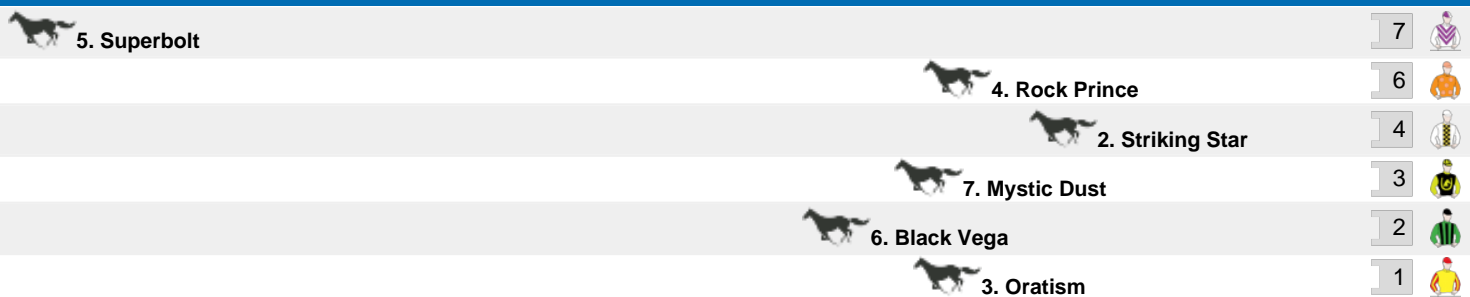 5. Superbolt 7
4. Rock Prince 6
2. Striking Star 4
7. Mystic Dust 3
6. Black Vega 2
3. Oratism 1